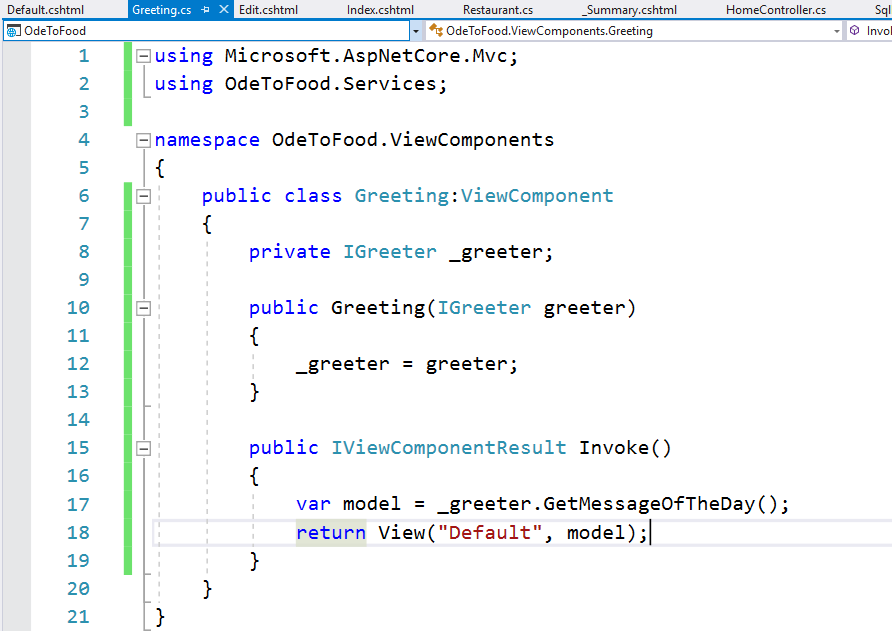 Default.cshtml Greeting.cs Edit.cshtml Index.cshtml Restaurant.cs _Summary.cshtml HomeController.cs
OdeToFood OdeToFood.ViewComponents.Greeting
1 using Microsoft.AspNetCore.Mvc;
2 using OdeToFood.Services;
3
4 namespace OdeToFood.ViewComponents
5 {
6 public class Greeting:ViewComponent
7 {
8 private IGreeter _greeter;
9
10 public Greeting(IGreeter greeter)
11 {
12 _greeter = greeter;
13 }
14
15 public IViewComponentResult Invoke()
16 {
17 var model = _greeter.GetMessageOfTheDay();
18 return View("Default", model);
19 }
20 }
21 }